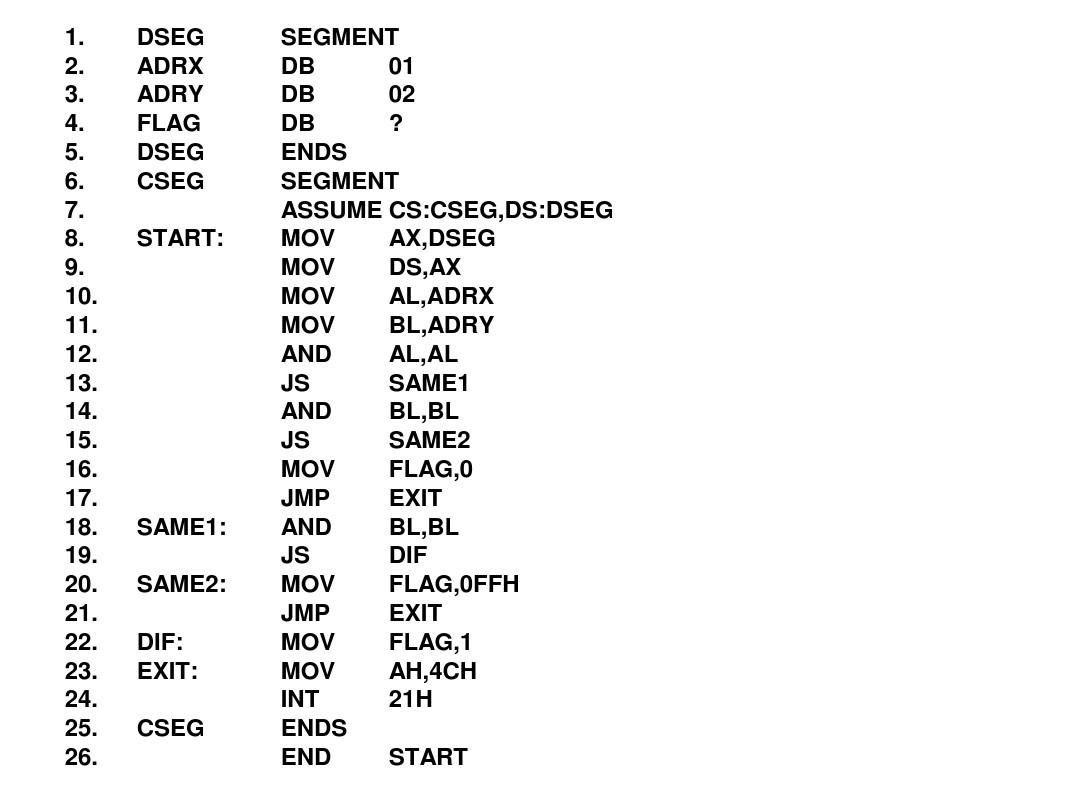 1. DSEG SEGMENT
2. ADRX DB 01
3. ADRY DB 02
4. FLAG DB ?
5. DSEG ENDS
6. CSEG SEGMENT
7. ASSUME CS:CSEG,DS:DSEG
8. START: MOV AX,DSEG
9. MOV DS,AX
10. MOV AL,ADRX
11. MOV BL,ADRY
12. AND AL,AL
13. JS SAME1
14. AND BL,BL
15. JS SAME2
16. MOV FLAG,0
17. JMP EXIT
18. SAME1: AND BL,BL
19. JS DIF
20. SAME2: MOV FLAG,0FFH
21. JMP EXIT
22. DIF: MOV FLAG,1
23. EXIT: MOV AH,4CH
24. INT 21H
25. CSEG ENDS
26. END START